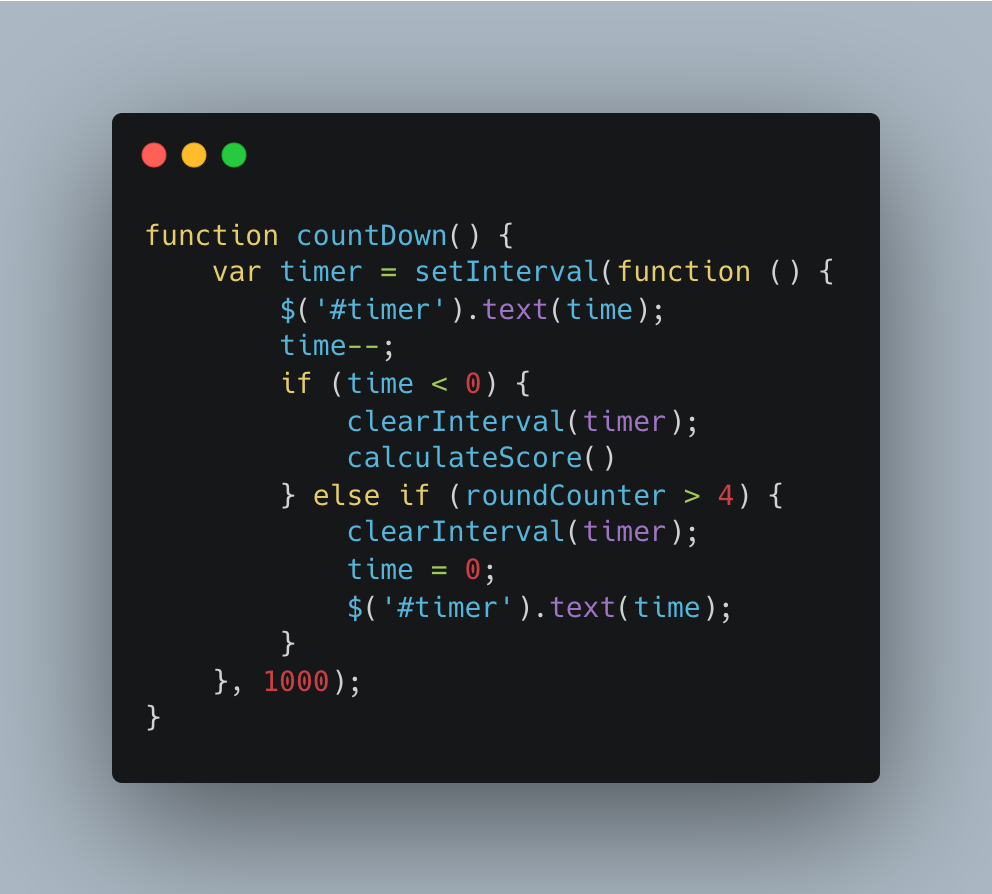 function countDown() {
    var timer = setInterval(function () {
        $('#timer').text(time);
        time--;
        if (time < 0) {
            clearInterval(timer);
            calculateScore()
        } else if (roundCounter > 4) {
            clearInterval(timer);
            time = 0;
            $('#timer').text(time);
        }
    }, 1000);
}